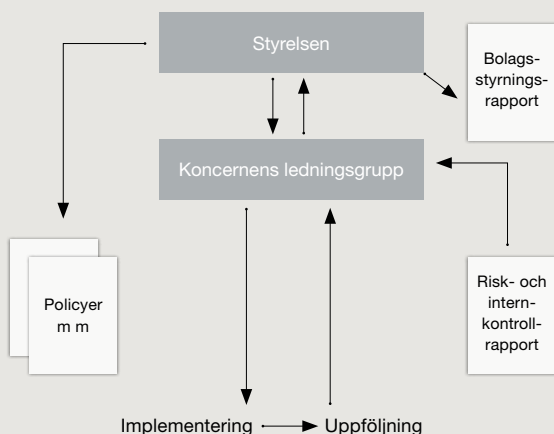 Styrelsen
Bolags-
styrnings-
rapport
Koncernens ledningsgrupp
Policyer
m m
Risk- och
intern-
kontroll-
rapport
Implementering
Uppföljning